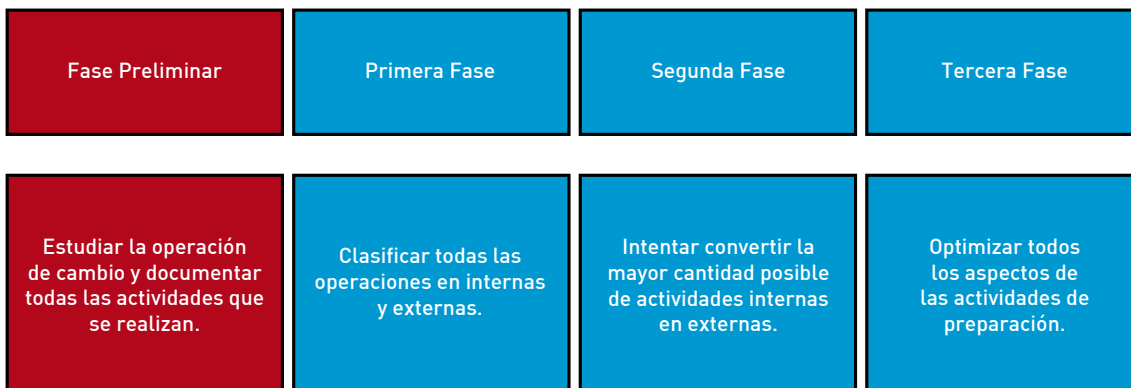 Fase Preliminar
Primera Fase
Segunda Fase
Tercera Fase
Estudiar la operación
de cambio y documentar
todas las actividades que
se realizan.
Clasificar todas las
operaciones en internas
y externas.
Intentar convertir la
mayor cantidad posible
de actividades internas
en externas.
Optimizar todos
los aspectos de
las actividades de
preparación.